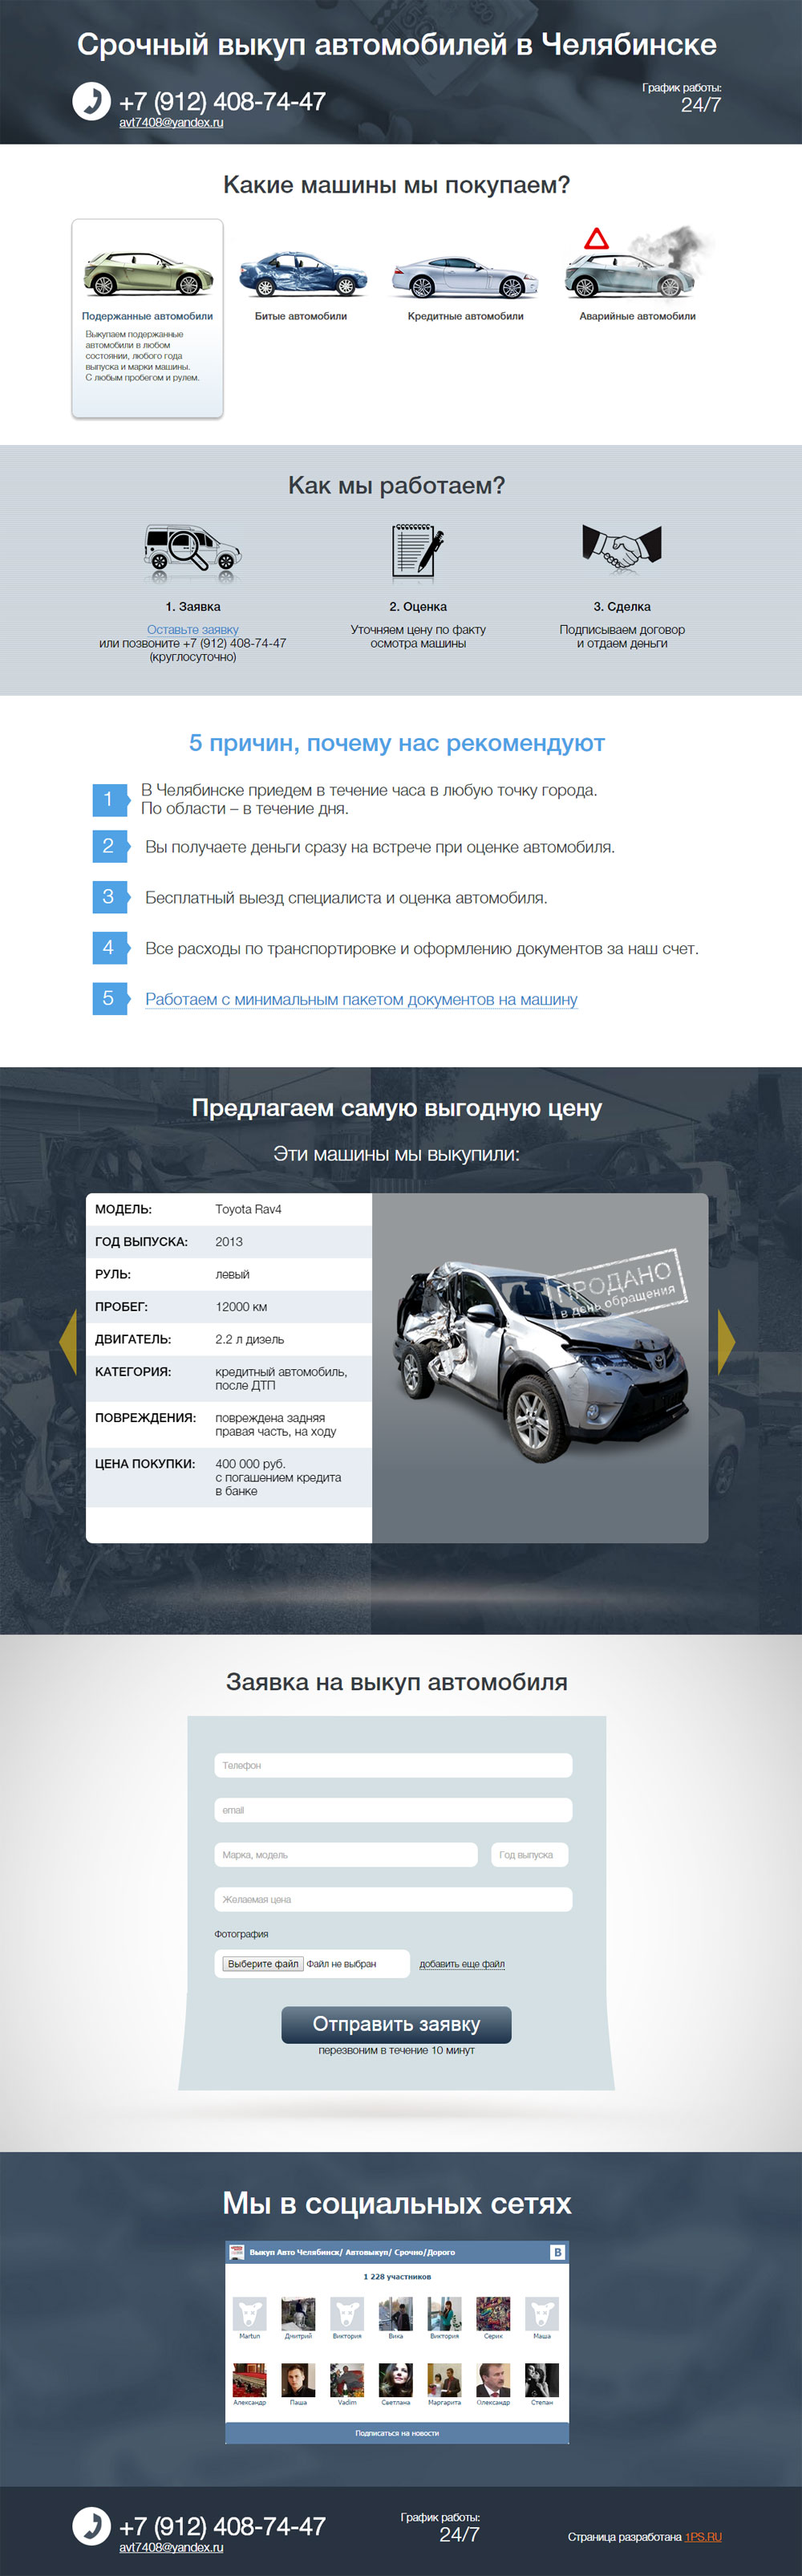 Срочный выкуп автомобилей в Челябинске
+7 (912) 408-74-47
avt7408@yandex.ru
График работы:
24/7
Какие машины мы покупаем?
Подержанные автомобили
Битые автомобили
Кредитные автомобили
Аварийные автомобили
Выкупаем подержанные
автомобили в любом
состоянии, любого года
выпуска и марки машины.
С любым пробегом и рулем.
Как мы работаем?
1. Заявка
Оставьте заявку
или позвоните +7 (912) 408-74-47
(круглосуточно)
2. Оценка
Уточняем цену по факту
осмотра машины
3. Сделка
Подписываем договор
и отдаем деньги
5 причин, почему нас рекомендуют
1 В Челябинске приедем в течение часа в любую точку города.
По области – в течение дня.
2 Вы получаете деньги сразу на встрече при оценке автомобиля.
3 Бесплатный выезд специалиста и оценка автомобиля.
4 Все расходы по транспортировке и оформлению документов за наш счет.
5 Работаем с минимальным пакетом документов на машину
Предлагаем самую выгодную цену
Эти машины мы выкупили:
МОДЕЛЬ: Toyota Rav4
ГОД ВЫПУСКА: 2013
РУЛЬ: левый
ПРОБЕГ: 12000 км
ДВИГАТЕЛЬ: 2.2 л дизель
КАТЕГОРИЯ: кредитный автомобиль,
после ДТП
ПОВРЕЖДЕНИЯ: повреждена задняя
правая часть, на ходу
ЦЕНА ПОКУПКИ: 400 000 руб.
с погашением кредита
в банке
ПРОДАНО
в день обращения
Заявка на выкуп автомобиля
Телефон
email
Марка, модель
Год выпуска
Желаемая цена
Фотография
Выберите файл Файл не выбран
добавить еще файл
Отправить заявку
перезвоним в течение 10 минут
Мы в социальных сетях
Выкуп Авто Челябинск/ Автовыкуп/ Срочно/Дорого
B
1 228 участников
Martun Дмитрий Виктория Вика Виктория Серик Маша
Александр Паша Vadim Светлана Маргарита Олександр Степан
Подписаться на новости
+7 (912) 408-74-47
avt7408@yandex.ru
График работы:
24/7
Страница разработана 1PS.RU